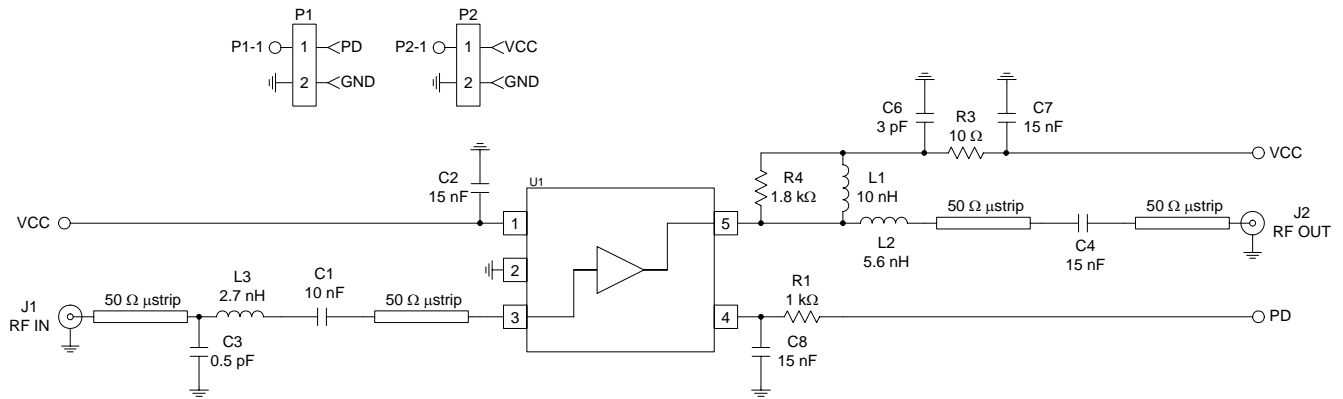 P1
P1-1
1
PD
2
GND
P2
P2-1
1
VCC
2
GND
C6
3 pF
R3
10 Ω
C7
15 nF
VCC
C2
15 nF
U1
R4
1.8 kΩ
L1
10 nH
VCC
1
5
L2
5.6 nH
50 Ω µstrip
C4
15 nF
50 Ω µstrip
J2
RF OUT
2
J1
RF IN
50 Ω µstrip
L3
2.7 nH
C1
10 nF
50 Ω µstrip
3
C3
0.5 pF
4
R1
1 kΩ
C8
15 nF
PD